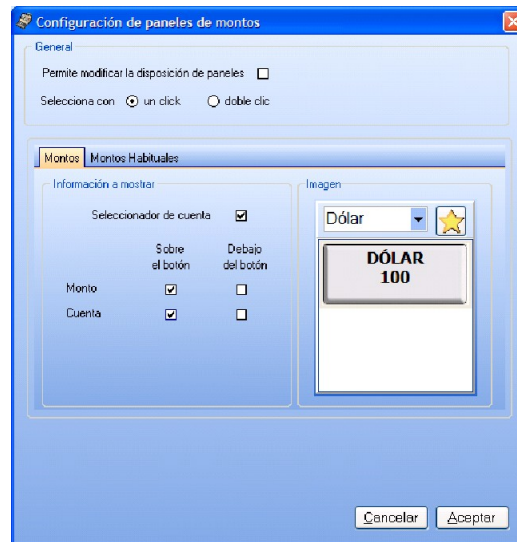 Configuración de paneles de montos
General
Permite modificar la disposición de paneles
Selecciona con un click doble clic
Montos Montos Habituales
Información a mostrar
Seleccionador de cuenta
Sobre el botón
Debajo del botón
Monto
Cuenta
Imagen
Dólar
DÓLAR
100
Cancelar Aceptar